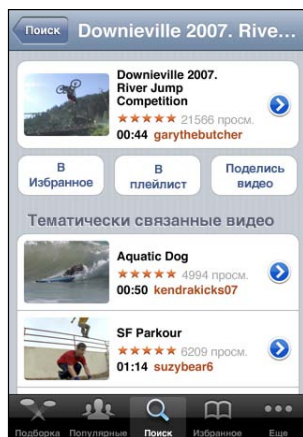 Поиск Downieville 2007. Rive...
Downieville 2007.
River Jump
Competition
21566 просм.
00:44 garythebutcher
В
Избранное
В
плейлист
Поделись
видео
Тематически связанные видео
Aquatic Dog
4994 просм.
00:50 kendrakicks07
SF Parkour
6209 просм.
01:14 suzybear6
Подборка Популярные Поиск Избранное Еще